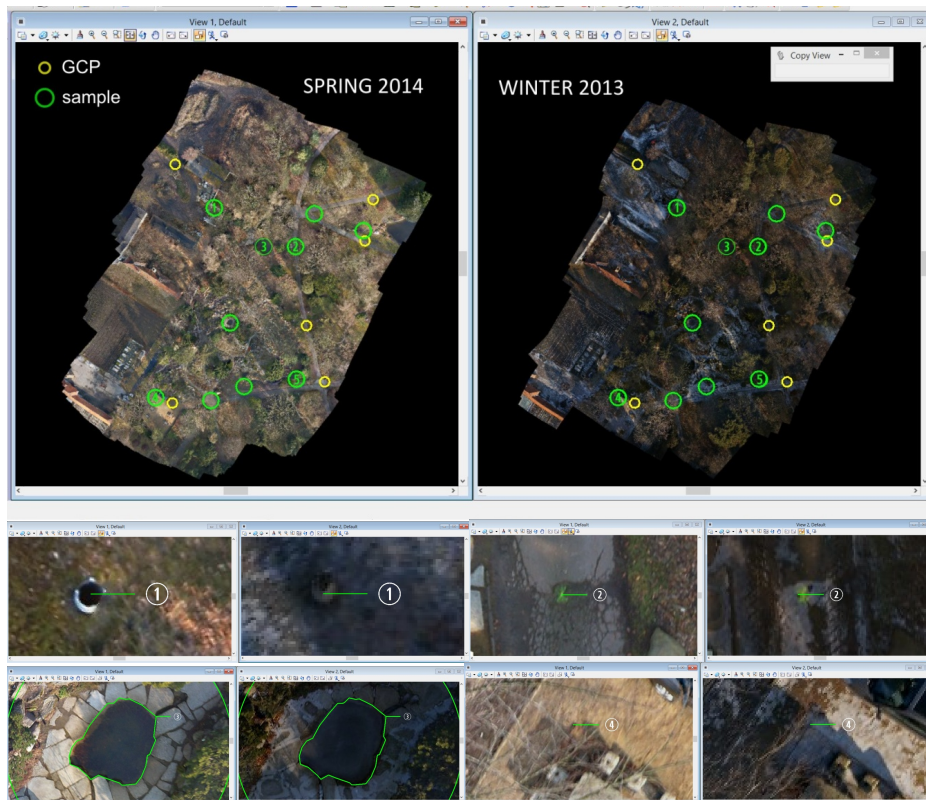 View 1, Default
View 2, Default
Copy View
GCP
sample
SPRING 2014
WINTER 2013
1
3
2
5
4
1
3
2
5
4
View 1, Default
View 2, Default
View 1, Default
View 2, Default
1
1
2
2
View 1, Default
View 2, Default
View 1, Default
View 2, Default
3
3
4
4